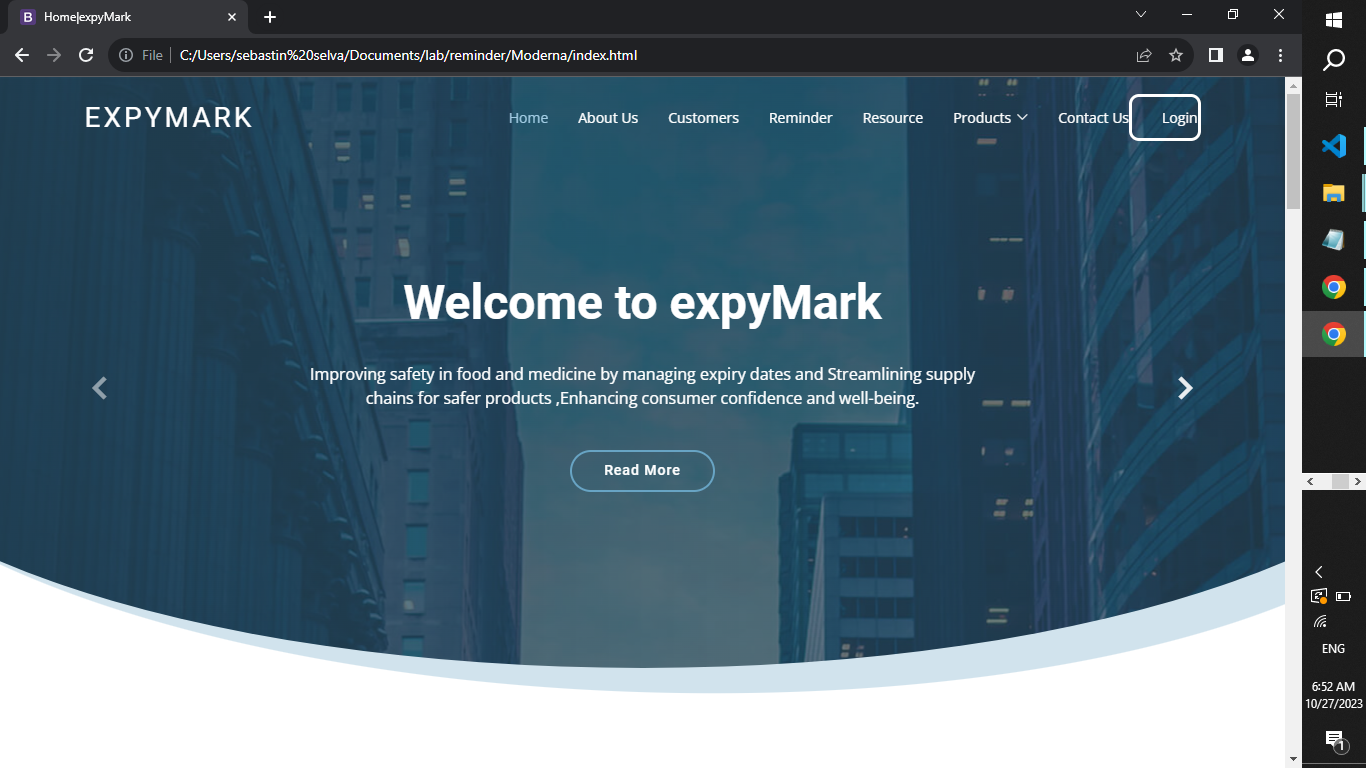 Home|expyMark
File
C:/Users/sebastin%20selva/Documents/lab/reminder/Moderna/index.html
EXPYMARK
Home About Us Customers Reminder Resource Products Contact Us Login
Welcome to expyMark
Improving safety in food and medicine by managing expiry dates and Streamlining supply
chains for safer products ,Enhancing consumer confidence and well-being.
Read More
ENG
6:52 AM
10/27/2023
1